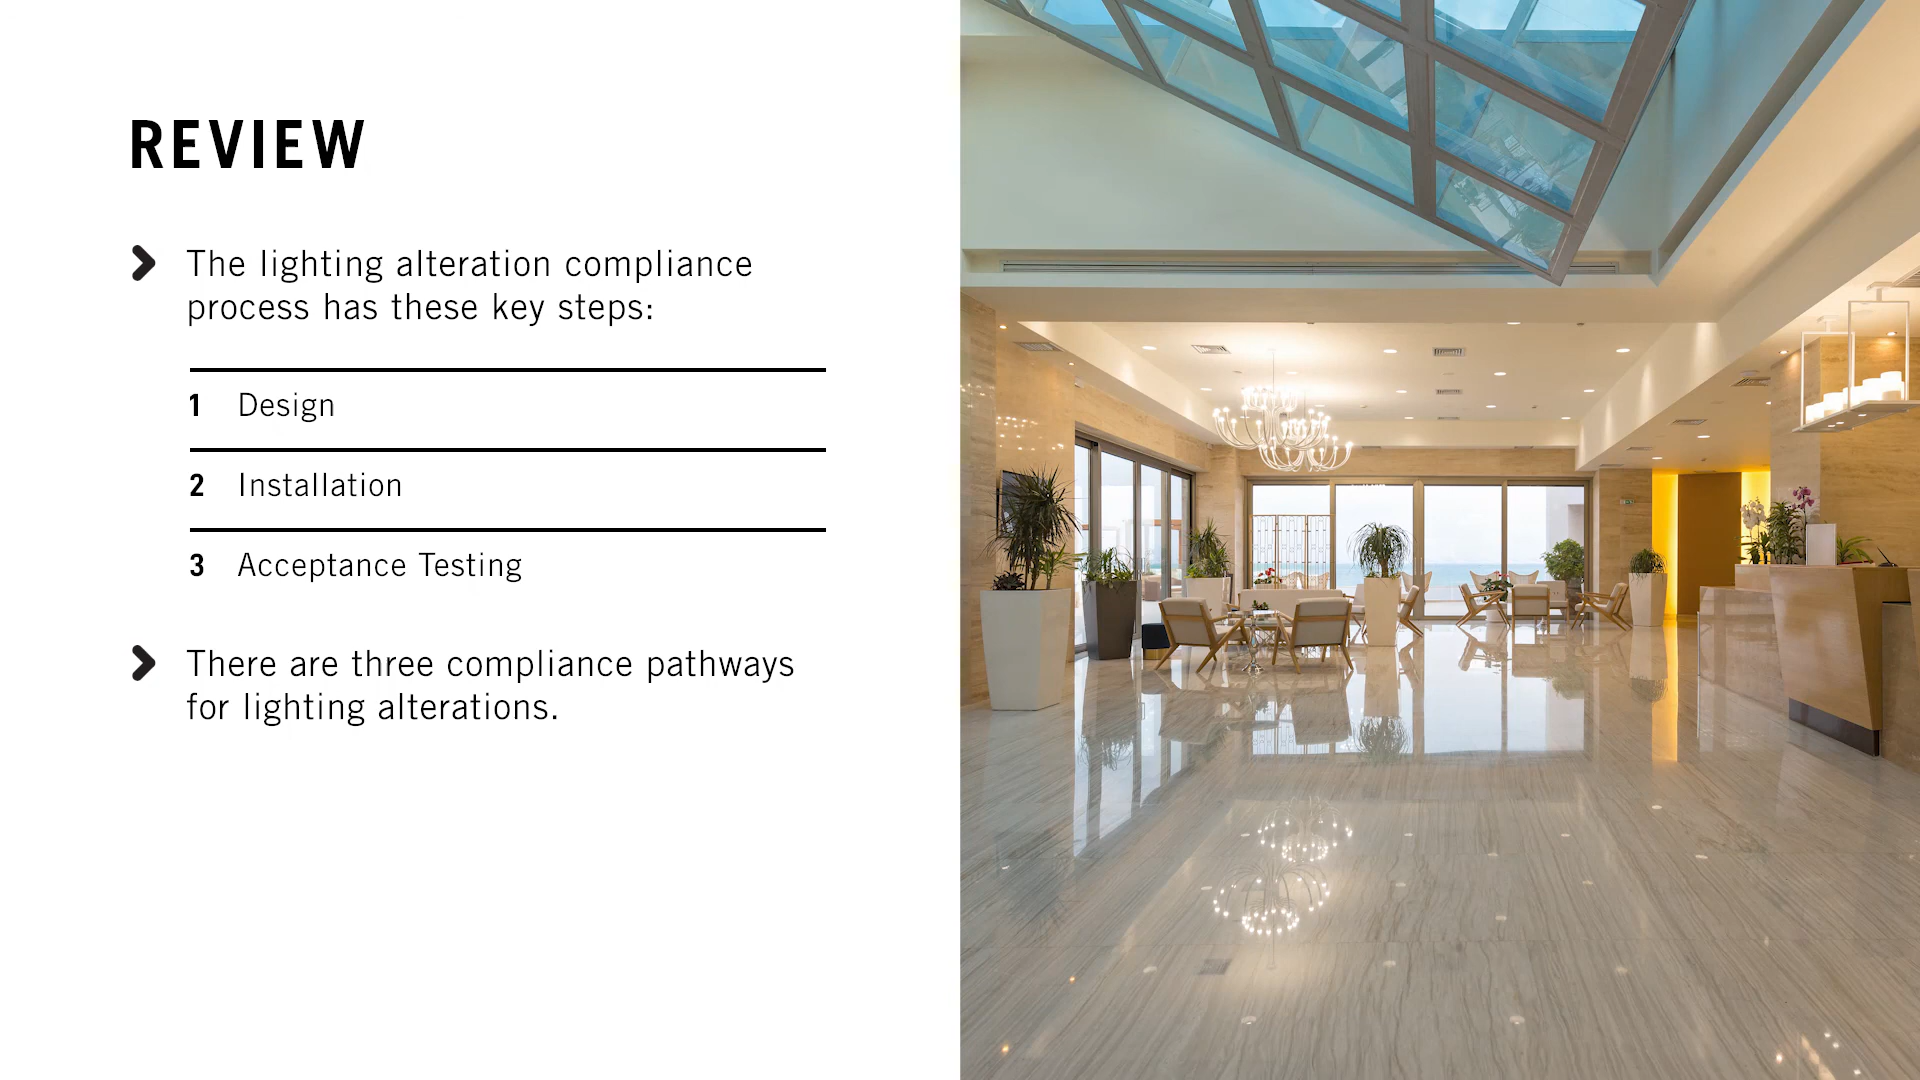 REVIEW
The lighting alteration compliance
process has these key steps:
1 Design
2 Installation
3 Acceptance Testing
There are three compliance pathways
for lighting alterations.